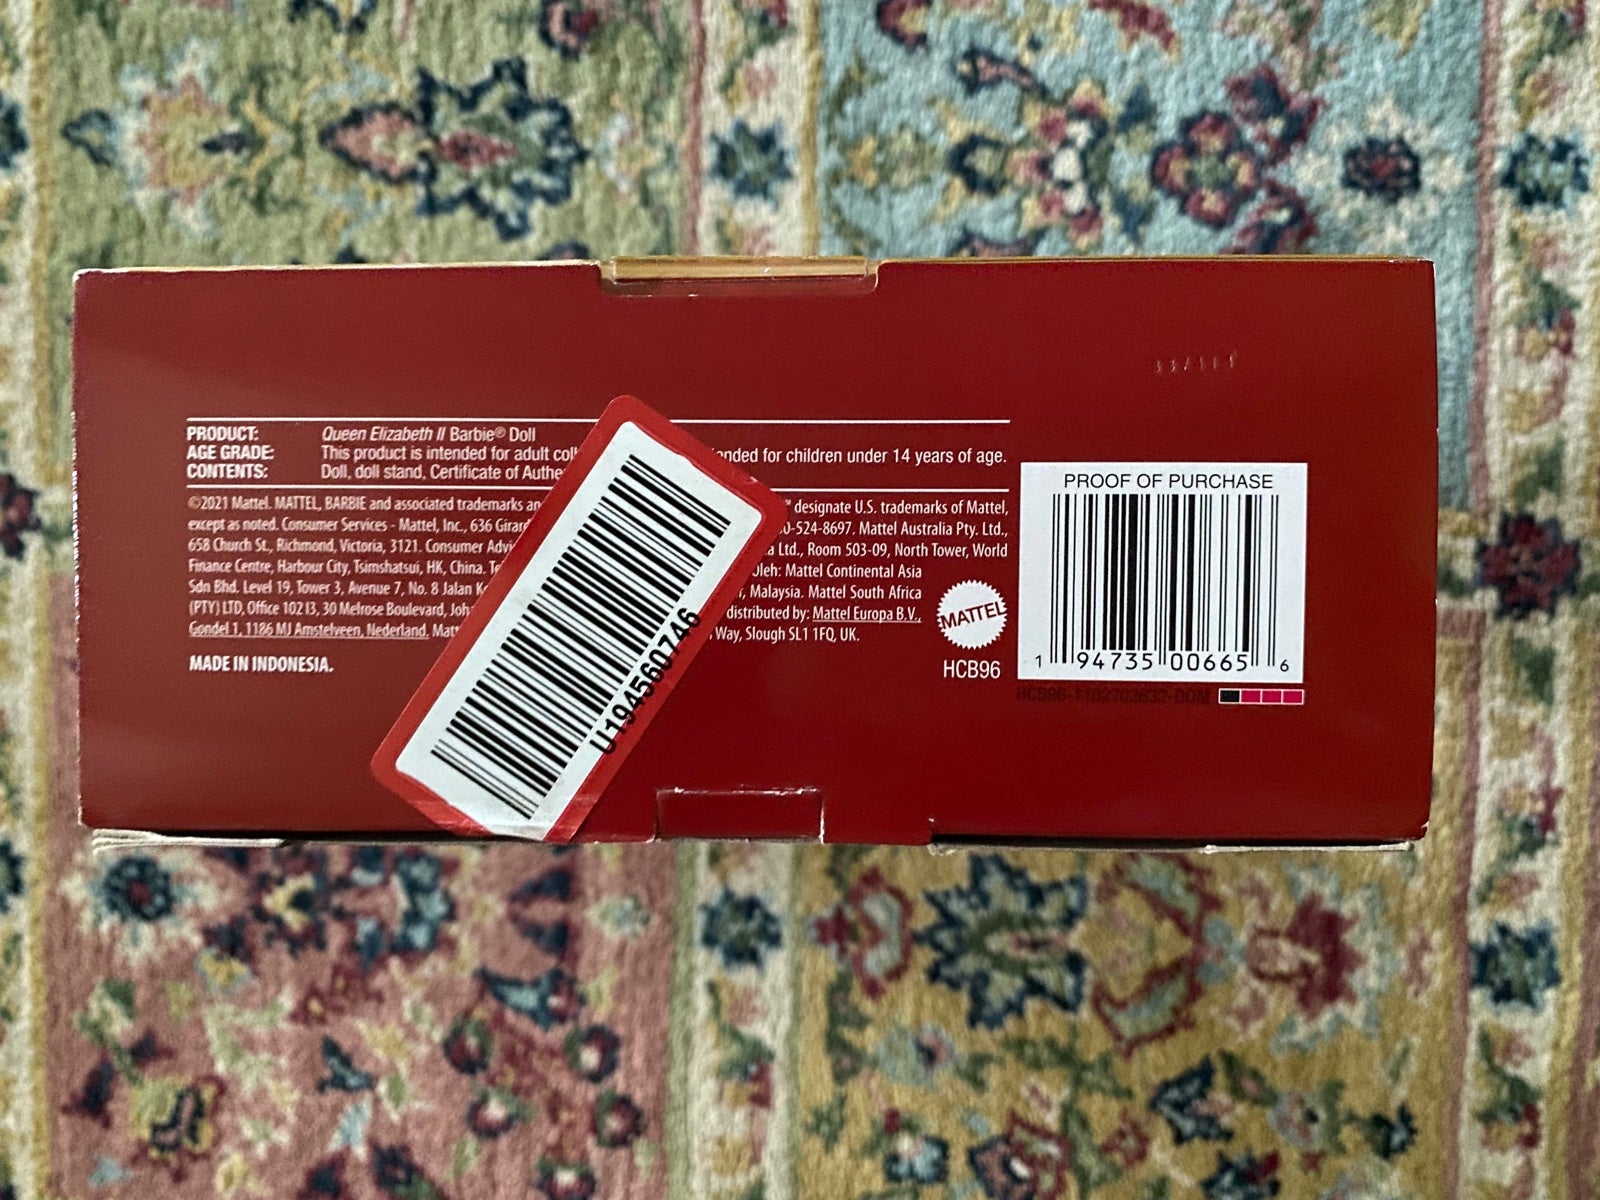 PRODUCT: Queen Elizabeth II Barbie® Doll
AGE GRADE: This product is intended for adult coll nded for children under 14 years of age.
CONTENTS: Doll, doll stand, Certificate of Authe
©2021 Mattel. MATTEL, BARBIE and associated trademarks an ” designate U.S. trademarks of Mattel,
except as noted. Consumer Services - Mattel, Inc., 636 Girard 0-524-8697. Mattel Australia Pty. Ltd.,
658 Church St., Richmond, Victoria, 3121. Consumer Advi a Ltd., Room 503-09, North Tower, World
Finance Centre, Harbour City, Tsimshatsui, HK, China. Te oleh: Mattel Continental Asia
Sdn Bhd. Level 19, Tower 3, Avenue 7, No. 8 Jalan Ke , Malaysia. Mattel South Africa
(PTY) LTD, Office 102 I3, 30 Melrose Boulevard, Joh distributed by: Mattel Europa B.V.,
Gondel 1, 1186 MJ Amstelveen, Nederland. Matt Way, Slough SL1 1FQ, UK.
MADE IN INDONESIA.
U194560746
MATTEL
HCB96
PROOF OF PURCHASE
1 94735 00665 6
HCB96-1102703632-DOM